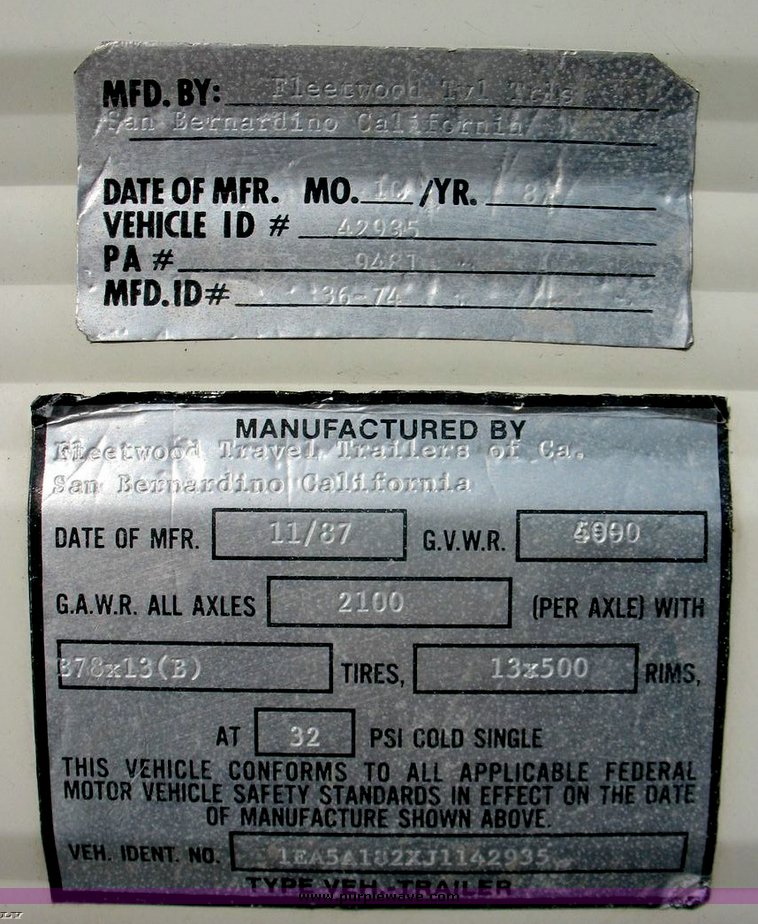 MFD. BY: Fleetwood Tvl Trls
San Bernardino California
DATE OF MFR. MO. /YR. 
VEHICLE ID # 42935
PA # 9481
MFD. ID# 36-74
MANUFACTURED BY
Fleetwood Travel Trailers of Ca.
San Bernardino California
DATE OF MFR. 11/87 G.V.W.R.
G.A.W.R. ALL AXLES 2100 (PER AXLE) WITH
B78x13(B) TIRES, 13x500 RIMS,
AT 32 PSI COLD SINGLE
THIS VEHICLE CONFORMS TO ALL APPLICABLE FEDERAL
MOTOR VEHICLE SAFETY STANDARDS IN EFFECT ON THE DATE
OF MANUFACTURE SHOWN ABOVE.
VEH. IDENT. NO. 1EA5A182XJ1142935
TYPE VEH-TRAILER
www.purplewave.com